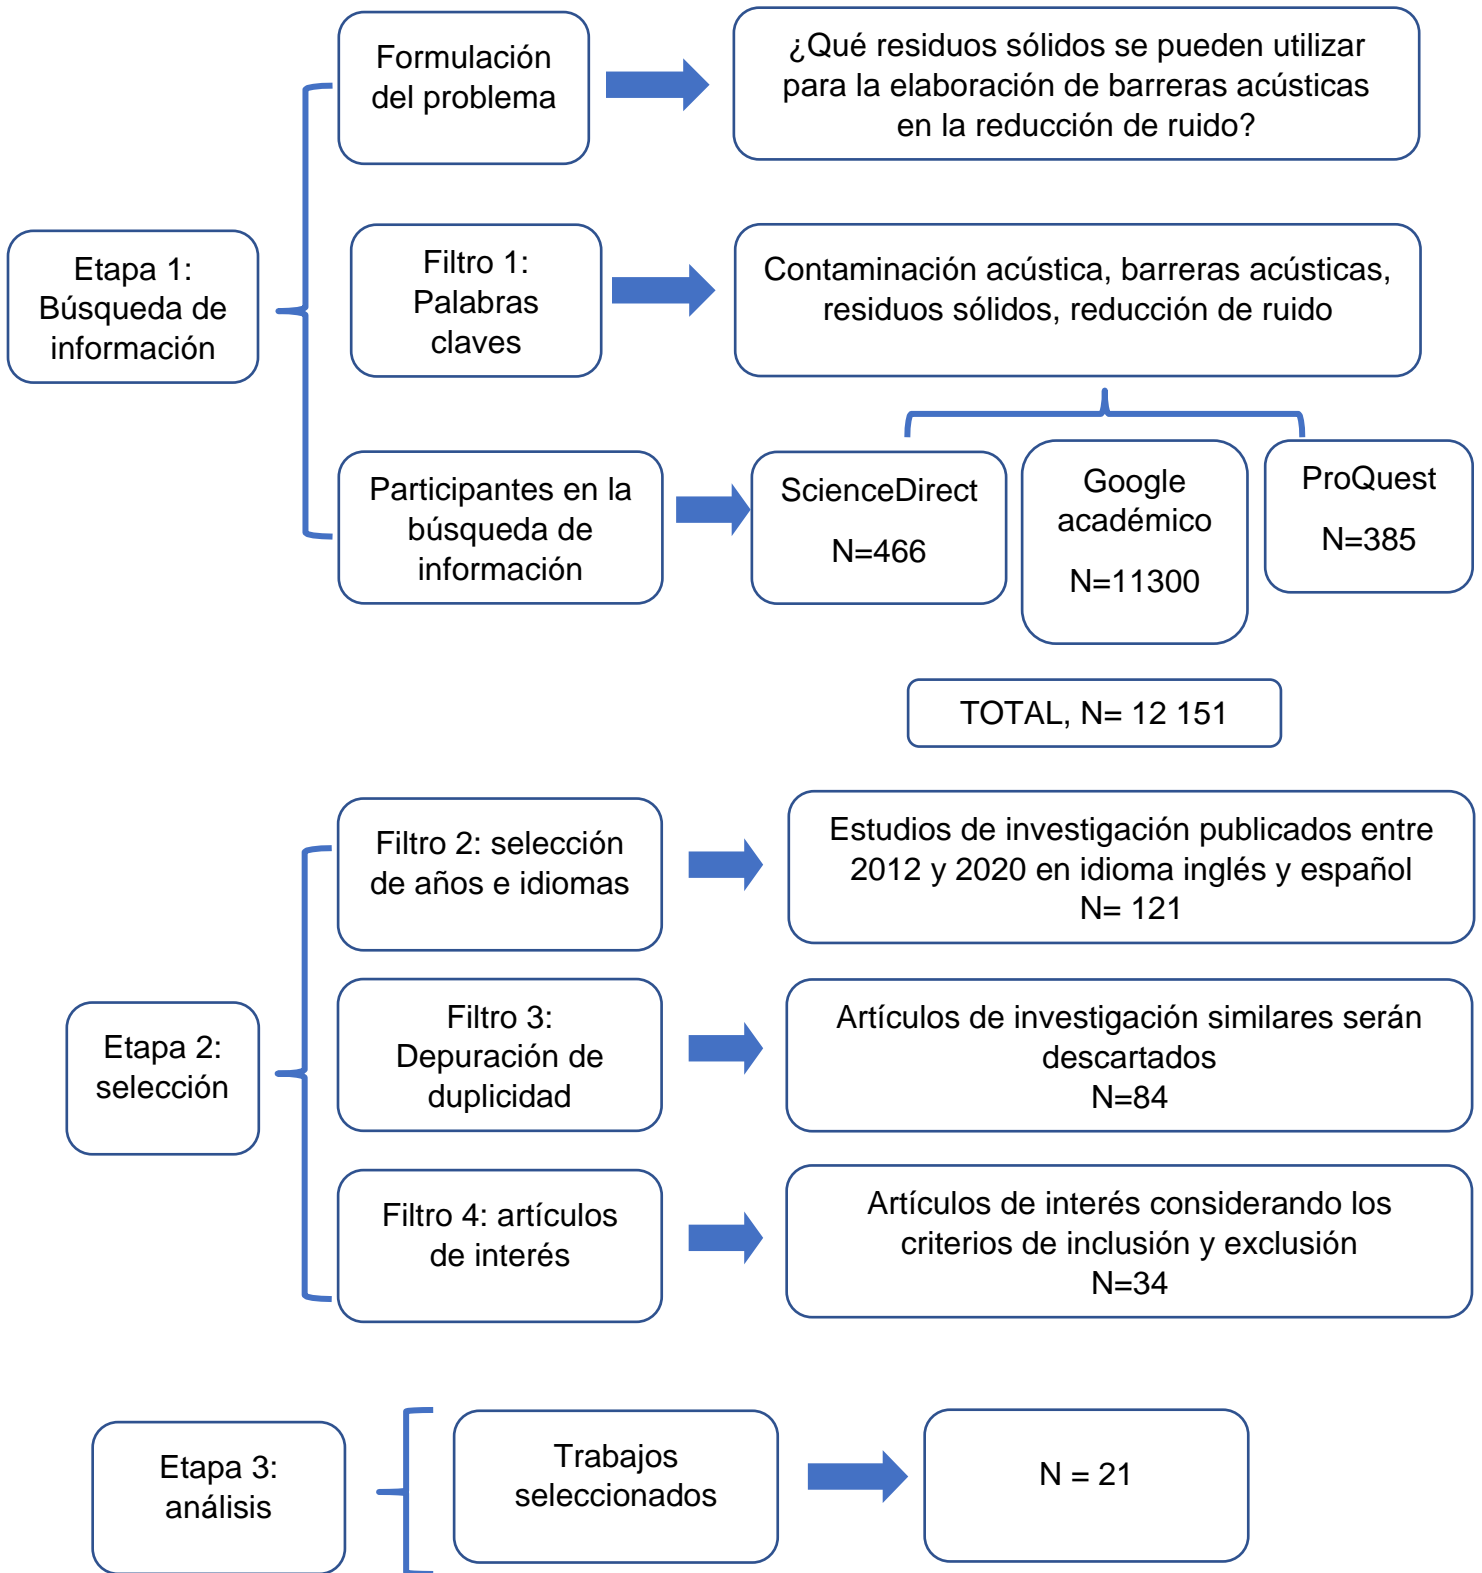 Formulación
del problema
¿Qué residuos sólidos se pueden utilizar
para la elaboración de barreras acústicas
en la reducción de ruido?
Etapa 1:
Búsqueda de
información
Filtro 1:
Palabras
claves
Contaminación acústica, barreras acústicas,
residuos sólidos, reducción de ruido
Participantes en la
búsqueda de
información
ScienceDirect
N=466
Google
académico
N=11300
ProQuest
N=385
TOTAL, N= 12 151
Etapa 2:
selección
Filtro 2: selección
de años e idiomas
Estudios de investigación publicados entre
2012 y 2020 en idioma inglés y español
N= 121
Filtro 3:
Depuración de
duplicidad
Artículos de investigación similares serán
descartados
N=84
Filtro 4: artículos
de interés
Artículos de interés considerando los
criterios de inclusión y exclusión
N=34
Etapa 3:
análisis
Trabajos
seleccionados
N = 21